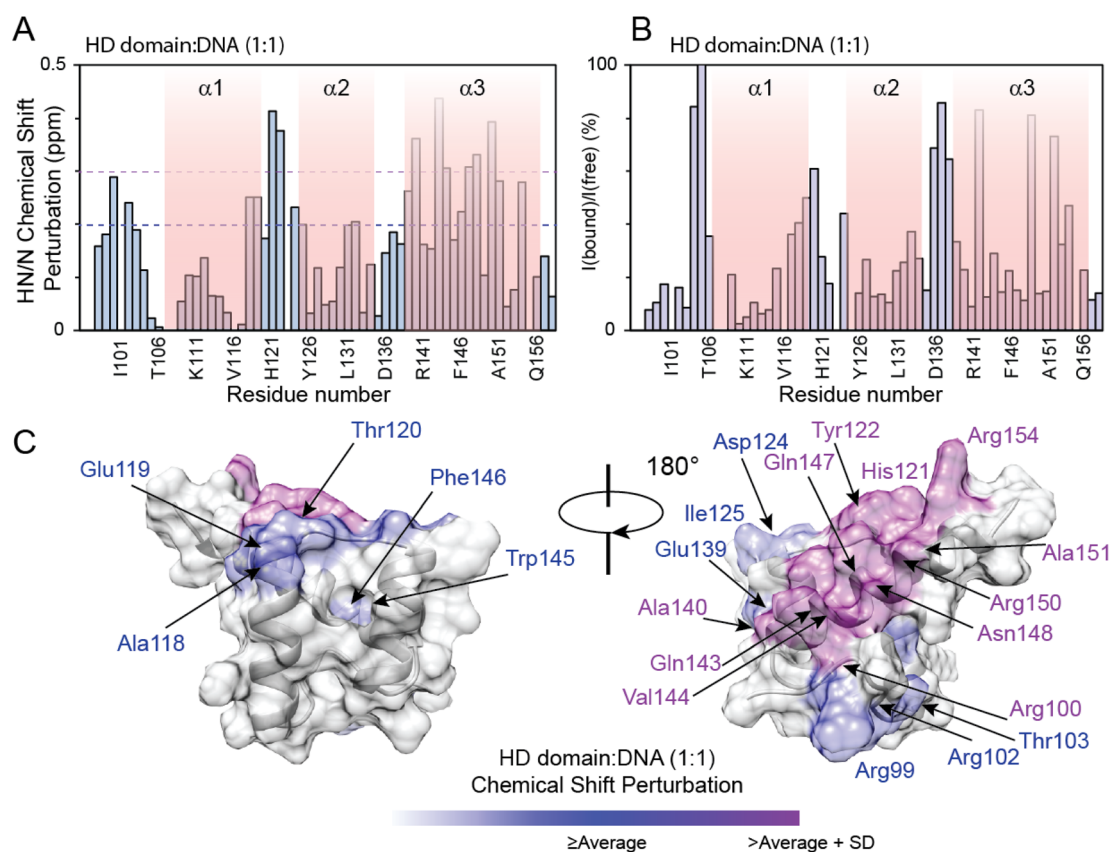 A
HD domain:DNA (1:1)
0.5
0
HN/N Chemical Shift
Perturbation (ppm)
α1
α2
α3
I101
T106
K111
V116
H121
Y126
L131
D136
R141
F146
A151
Q156
Residue number
B
HD domain:DNA (1:1)
100
0
I(bound)/I(free) (%)
α1
α2
α3
I101
T106
K111
V116
H121
Y126
L131
D136
R141
F146
A151
Q156
Residue number
C
Thr120
Glu119
Phe146
Trp145
Ala118
180°
Tyr122
Arg154
Asp124
Gln147
His121
Ile125
Glu139
Ala151
Ala140
Arg150
Asn148
Gln143
Val144
Arg100
Thr103
Arg102
Arg99
HD domain:DNA (1:1)
Chemical Shift Perturbation
≥Average
>Average + SD